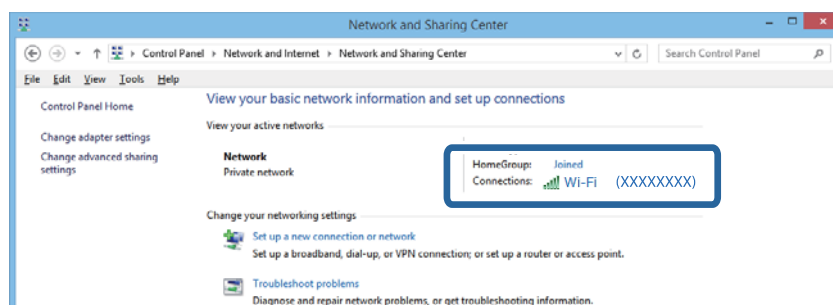 Network and Sharing Center
Control Panel Network and Internet Network and Sharing Center Search Control Panel
File Edit View Tools Help
Control Panel Home
Change adapter settings
Change advanced sharing
settings
View your basic network information and set up connections
View your active networks
Network
Private network
HomeGroup: Joined
Connections: Wi-Fi (XXXXXXXX)
Change your networking settings
Set up a new connection or network
Set up a broadband, dial-up, or VPN connection; or set up a router or access point.
Troubleshoot problems
Diagnose and repair network problems, or get troubleshooting information.